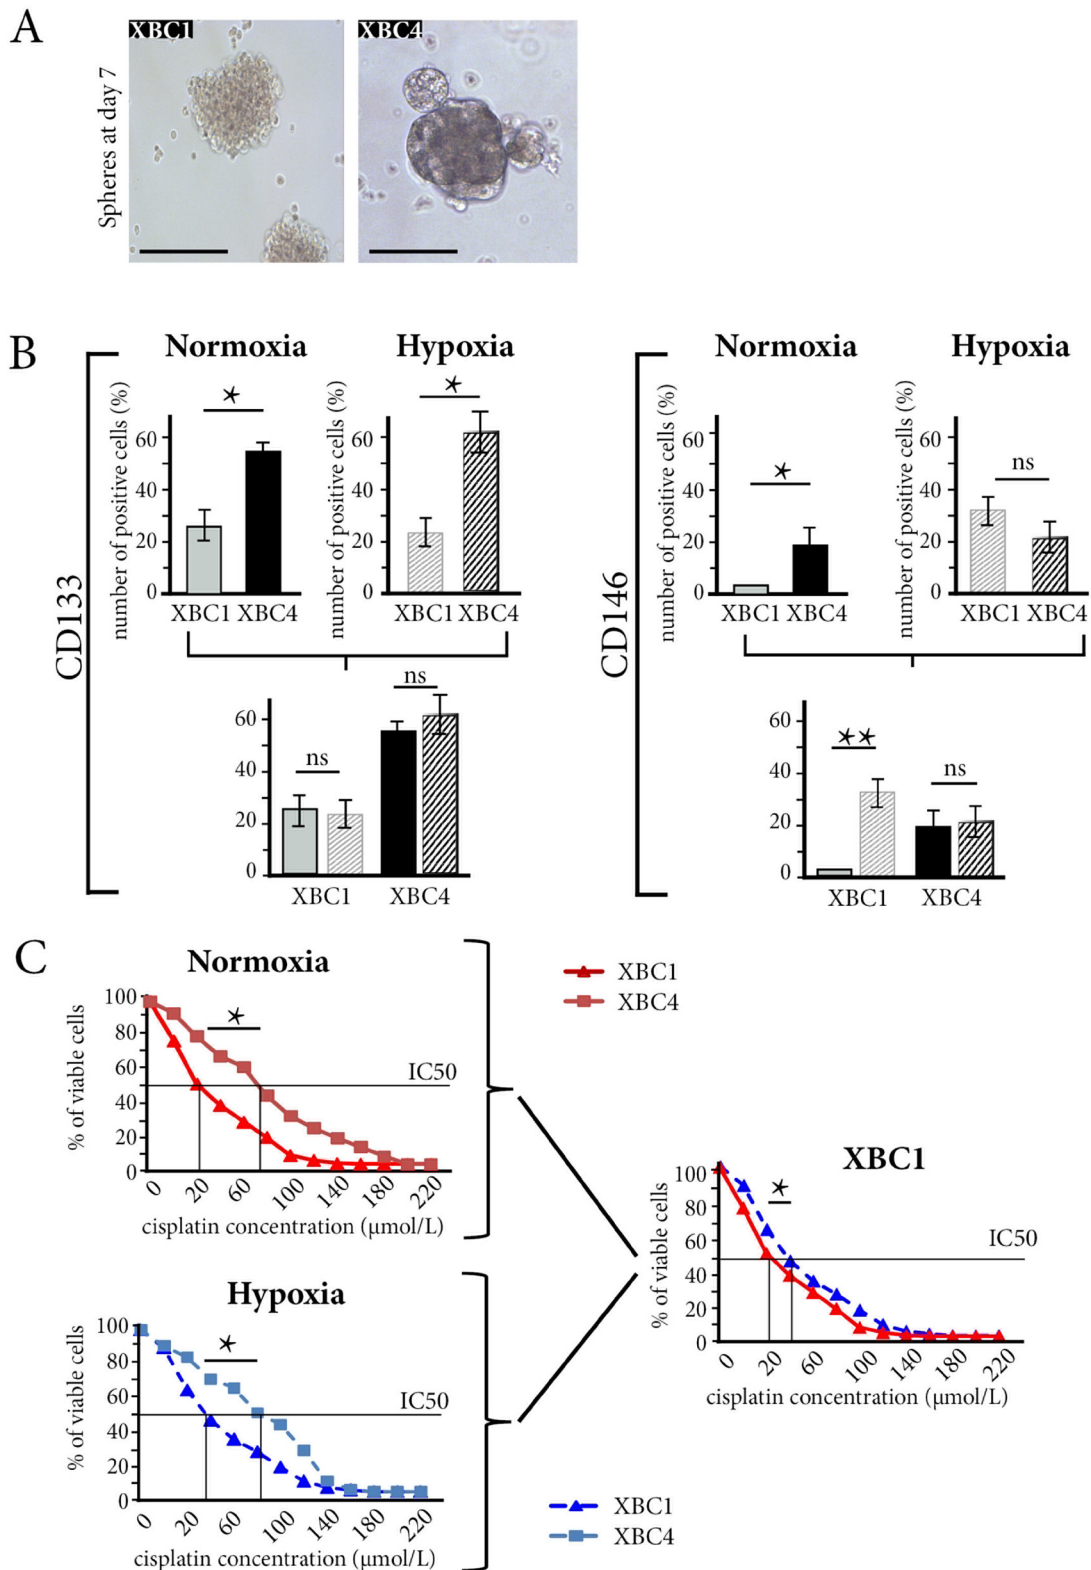 A
XBC1
XBC4
Spheres at day 7
B
Normoxia
Hypoxia
Normoxia
Hypoxia
CD133
number of positive cells (%)
60
40
20
0
*
XBC1 XBC4
number of positive cells (%)
60
40
20
0
*
XBC1 XBC4
60
40
20
0
ns
ns
XBC1
XBC4
CD146
number of positive cells (%)
60
40
20
0
*
XBC1 XBC4
number of positive cells (%)
60
40
20
0
ns
XBC1 XBC4
60
40
20
0
**
ns
XBC1
XBC4
C
Normoxia
% of viable cells
100
80
60
40
20
0
*
IC50
0 20 60 100 140 180 220
cisplatin concentration (μmol/L)
XBC1
XBC4
Hypoxia
% of viable cells
100
80
60
40
20
0
*
IC50
0 20 60 100 140 180 220
cisplatin concentration (μmol/L)
XBC1
XBC4
XBC1
% of viable cells
100
80
60
40
20
0
*
IC50
0 20 60 100 140 180 220
cisplatin concentration (μmol/L)